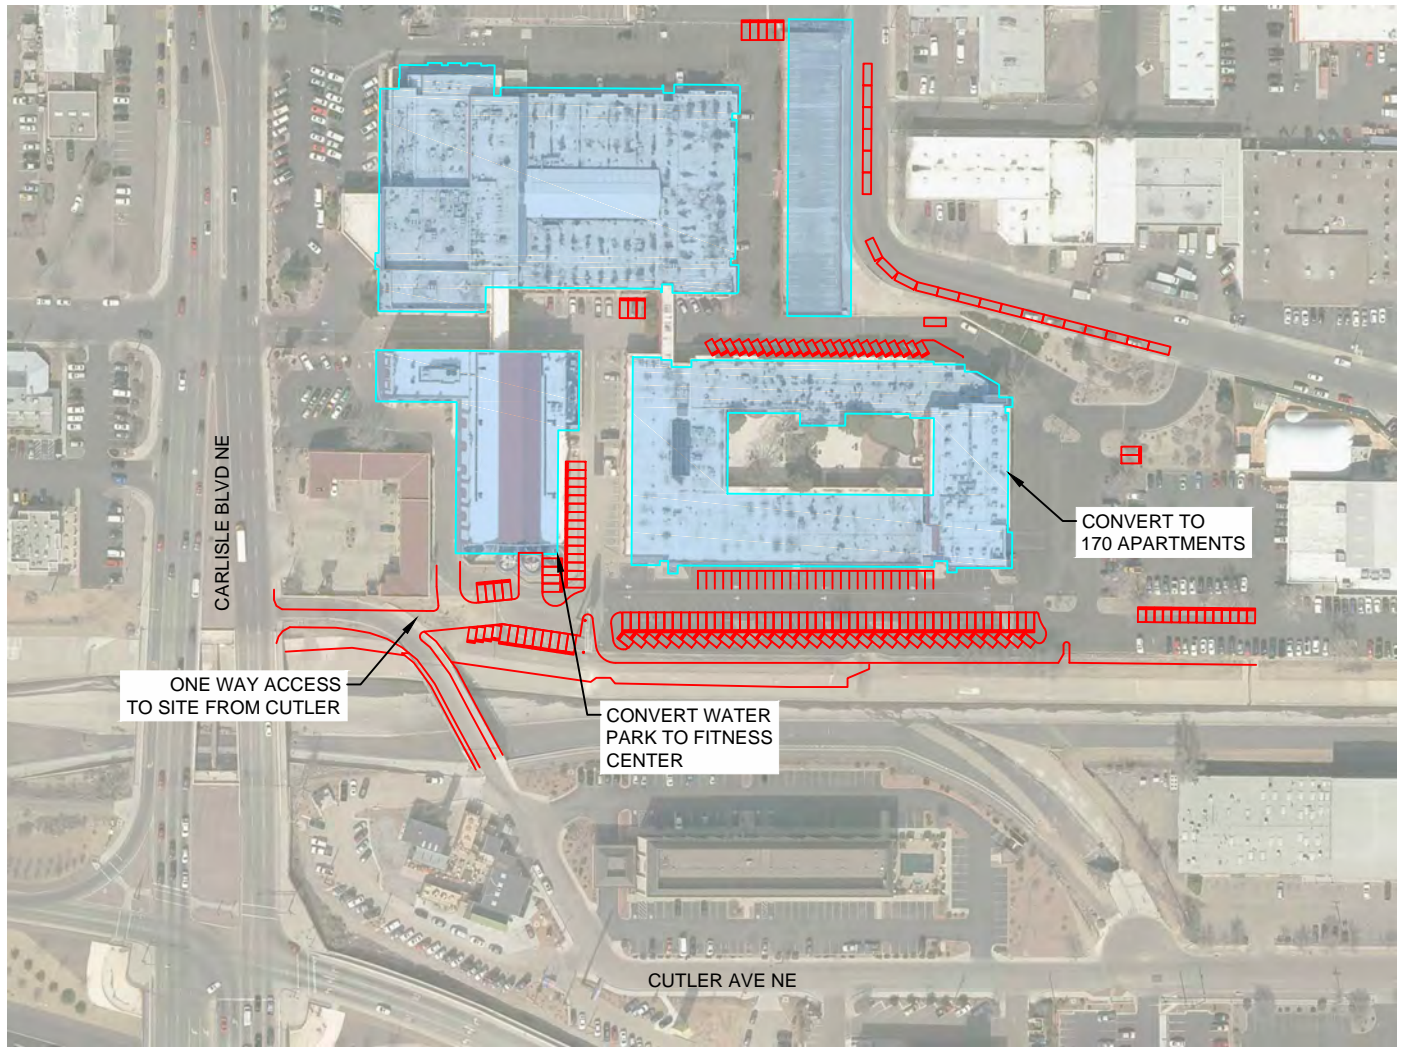 CARLISLE BLVD NE
CONVERT TO
170 APARTMENTS
ONE WAY ACCESS
TO SITE FROM CUTLER
CONVERT WATER
PARK TO FITNESS
CENTER
CUTLER AVE NE